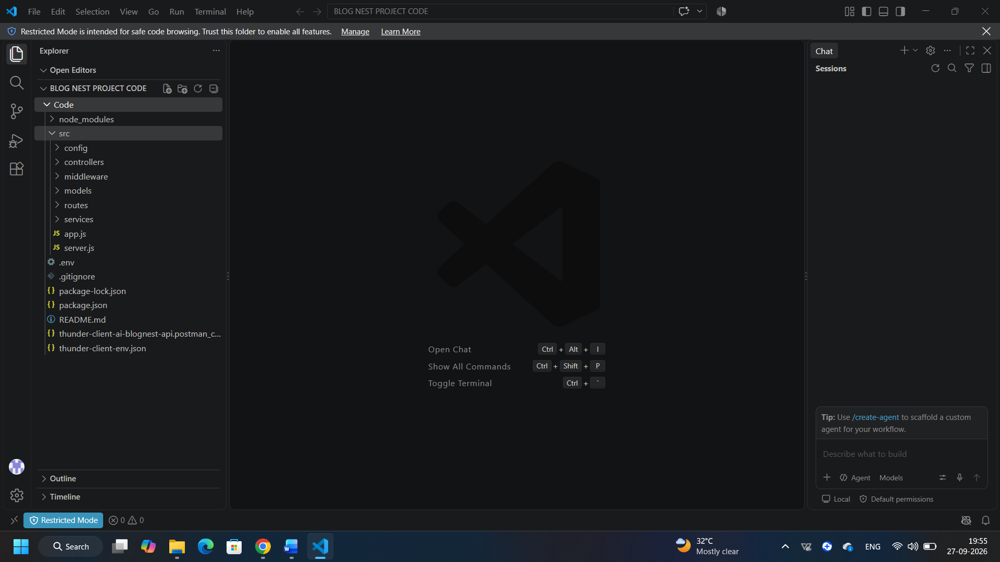 File Edit Selection View Go Run Terminal Help
BLOG NEST PROJECT CODE
Restricted Mode is intended for safe code browsing. Trust this folder to enable all features. Manage Learn More
Explorer
Open Editors
BLOG NEST PROJECT CODE
Code
node_modules
src
config
controllers
middleware
models
routes
services
JS app.js
JS server.js
.env
.gitignore
{} package-lock.json
{} package.json
README.md
{} thunder-client-ai-blognest-api.postman_c...
{} thunder-client-env.json
Outline
Timeline
Open Chat Ctrl + Alt + I
Show All Commands Ctrl + Shift + P
Toggle Terminal Ctrl + `
Chat
Sessions
Tip: Use /create-agent to scaffold a custom
agent for your workflow.
Describe what to build
Agent Models
Local Default permissions
Restricted Mode 0 0
Search
32°C
Mostly clear
ENG
19:55
27-09-2026